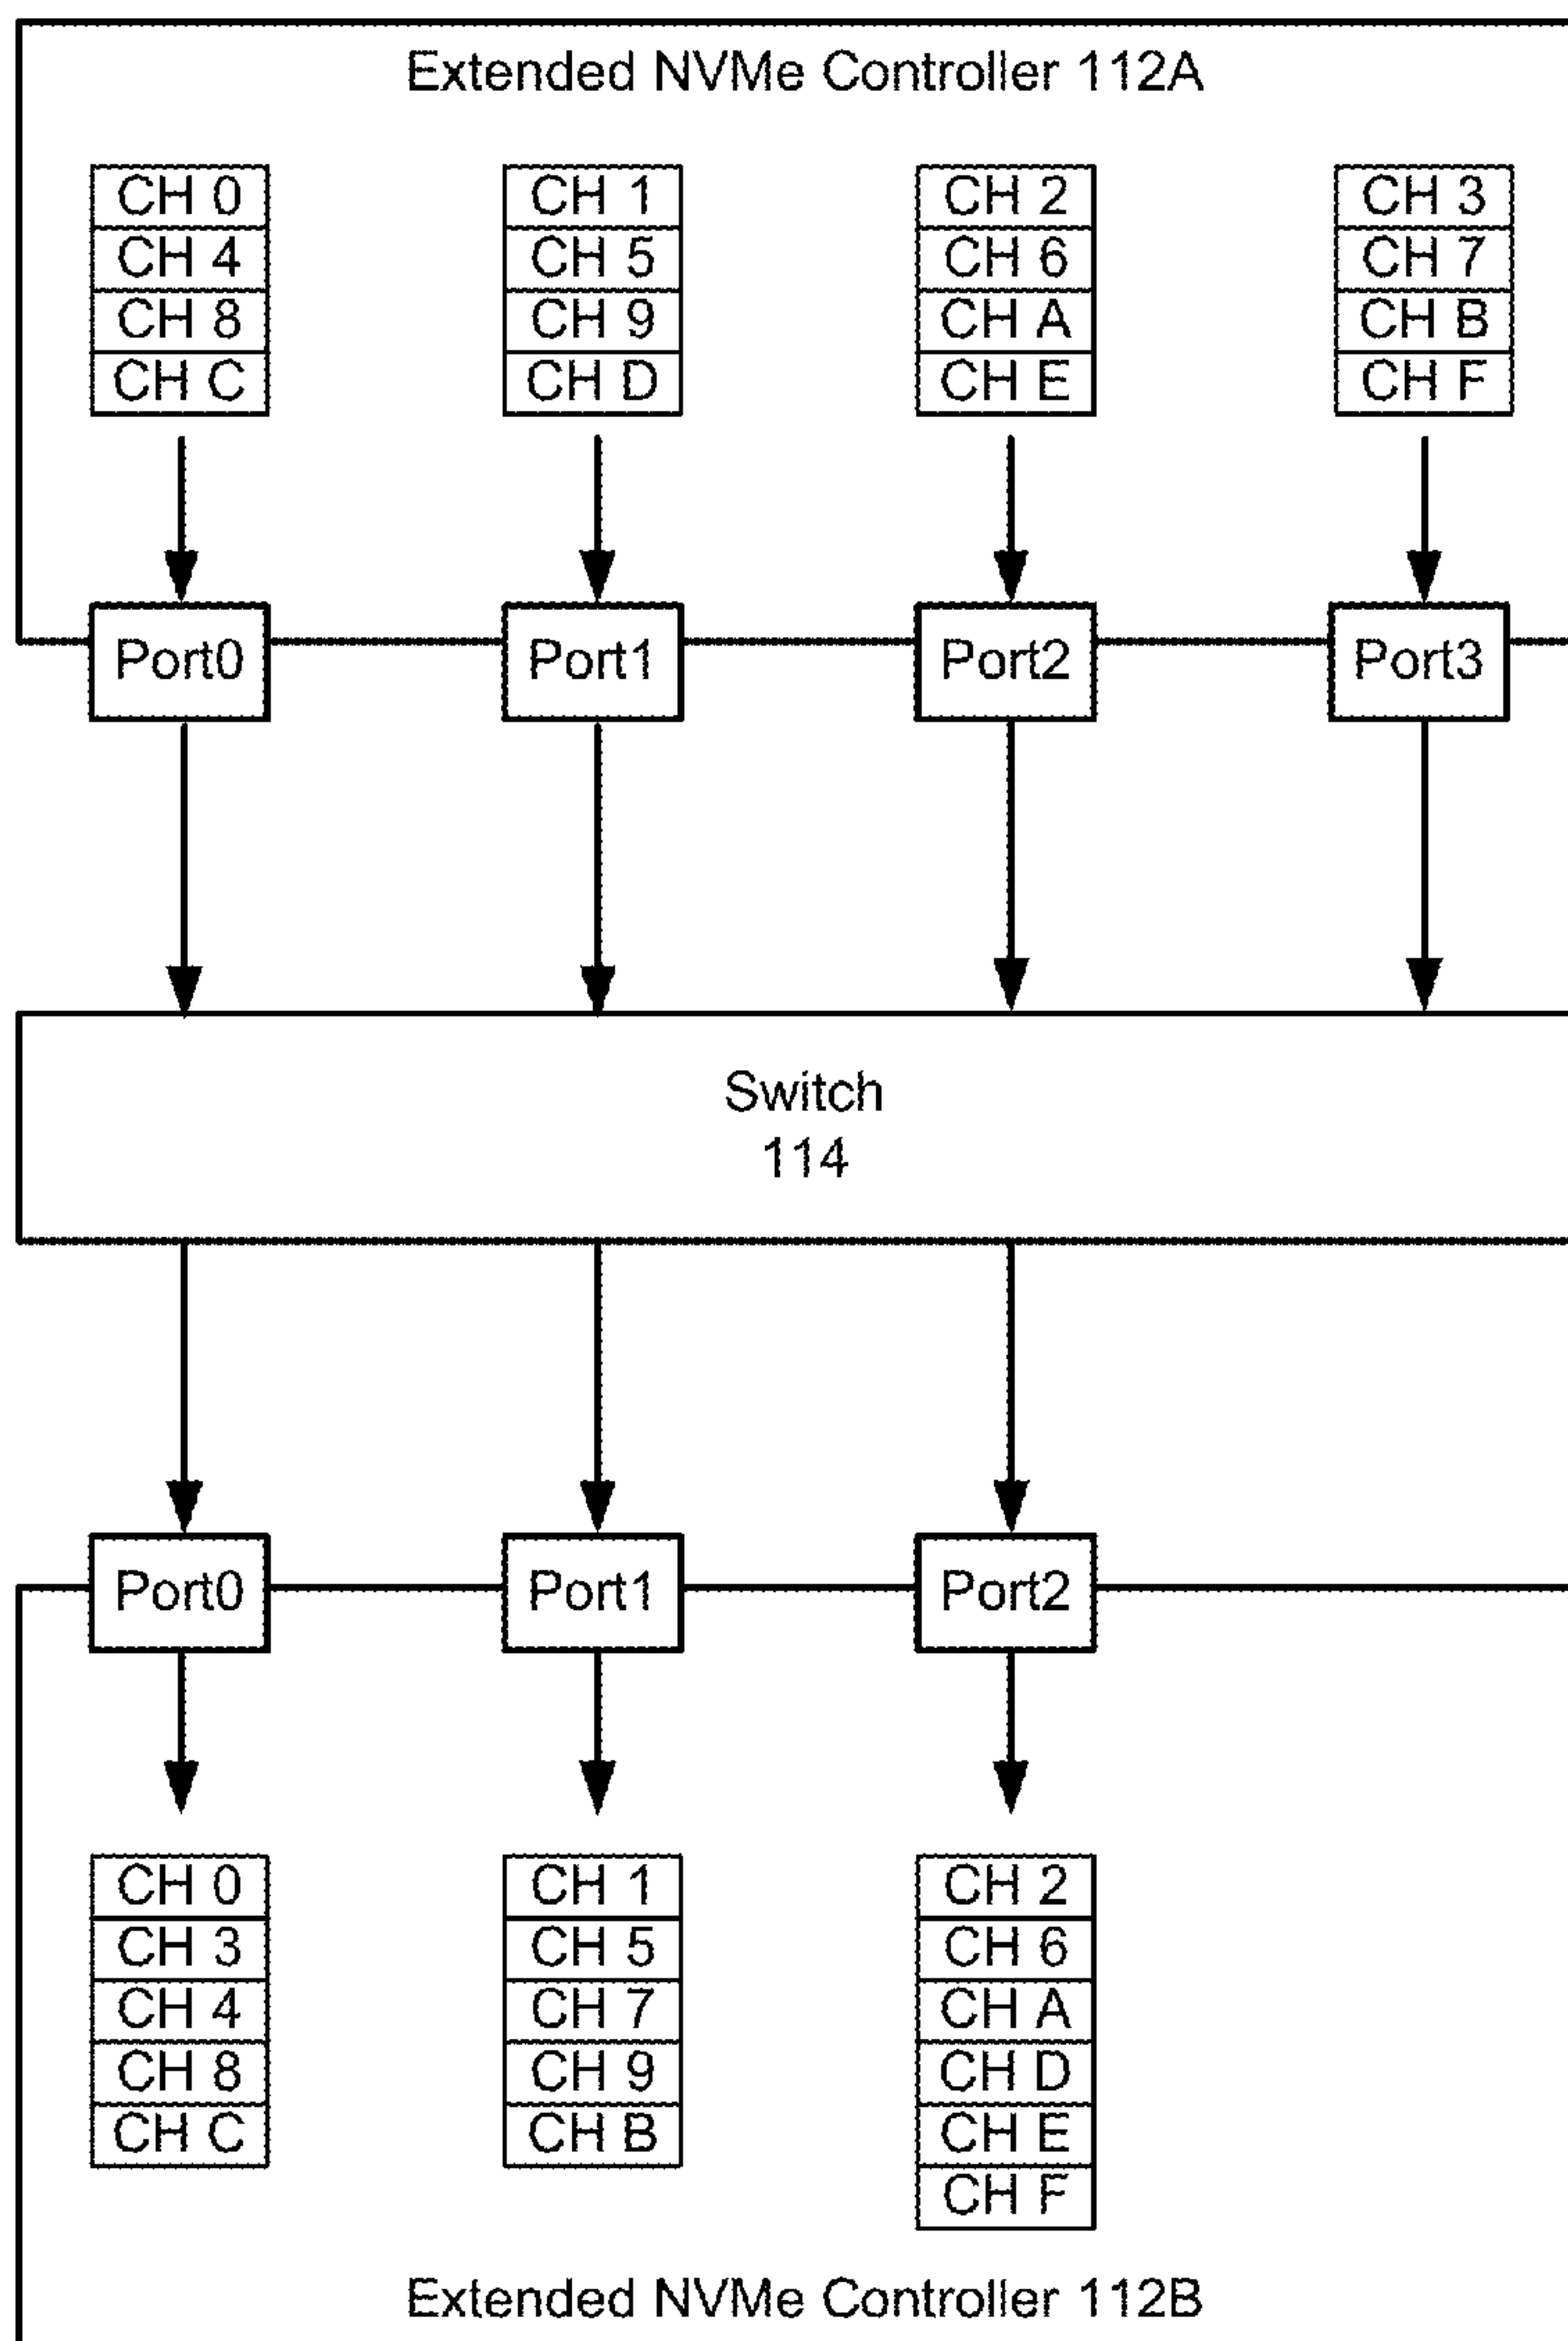 Extended NVMe Controller 112A
CH 0
CH 4
CH 8
CH C
CH 1
CH 5
CH 9
CH D
CH 2
CH 6
CH A
CH E
CH 3
CH 7
CH B
CH F
Port0
Port1
Port2
Port3
Switch
114
Port0
Port1
Port2
CH 0
CH 3
CH 4
CH 8
CH C
CH 1
CH 5
CH 7
CH 9
CH B
CH 2
CH 6
CH A
CH D
CH E
CH F
Extended NVMe Controller 112B